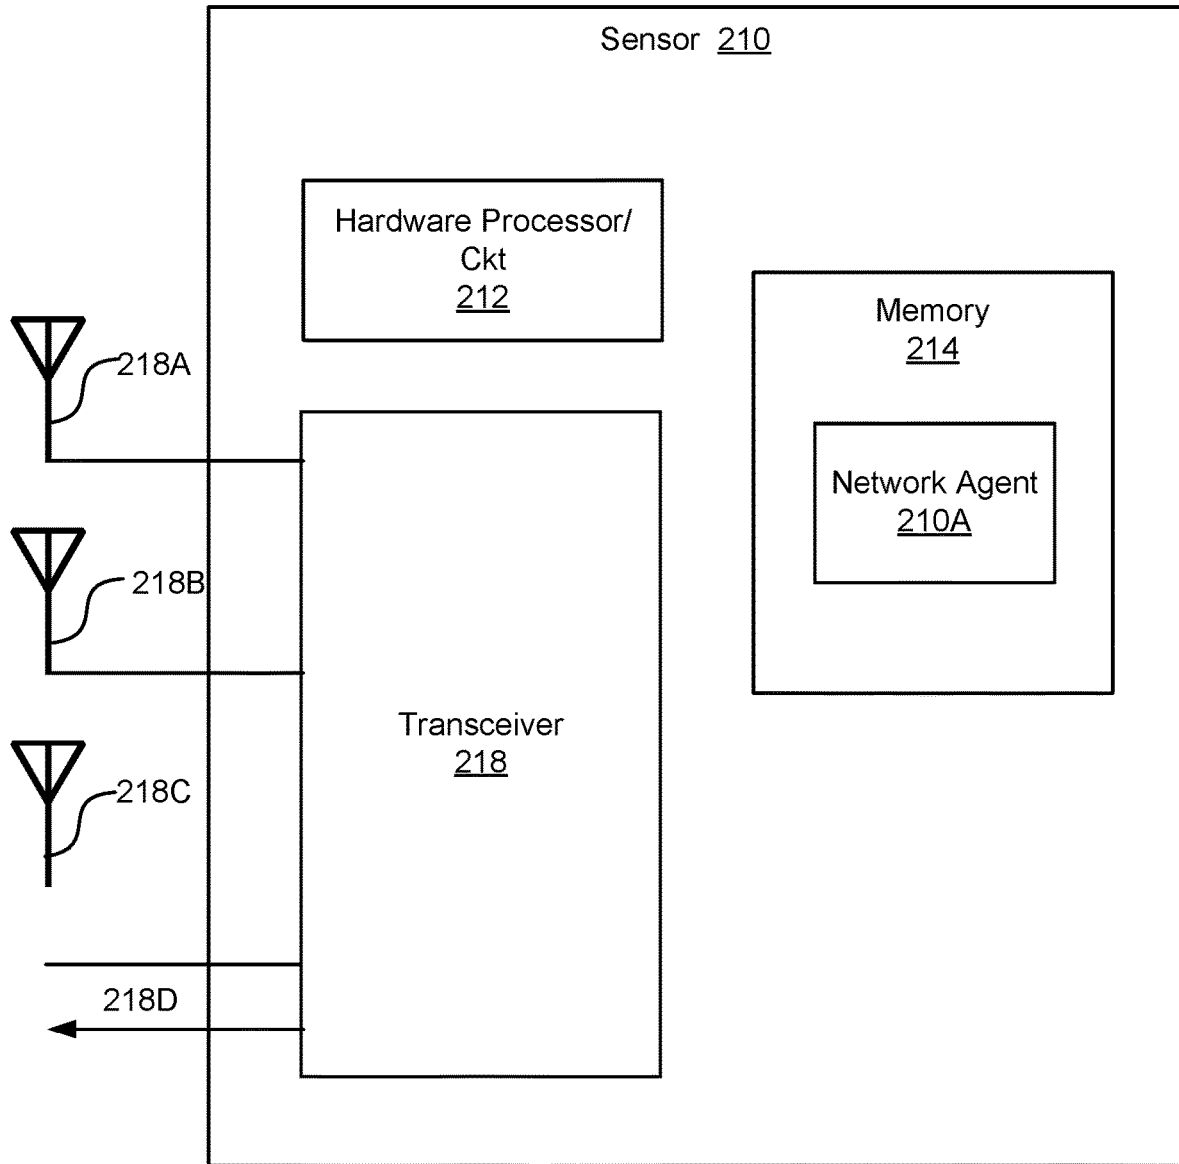 Sensor 210
Hardware Processor/
Ckt
212
Memory
214
218A
Network Agent
210A
218B
Transceiver
218
218C
218D